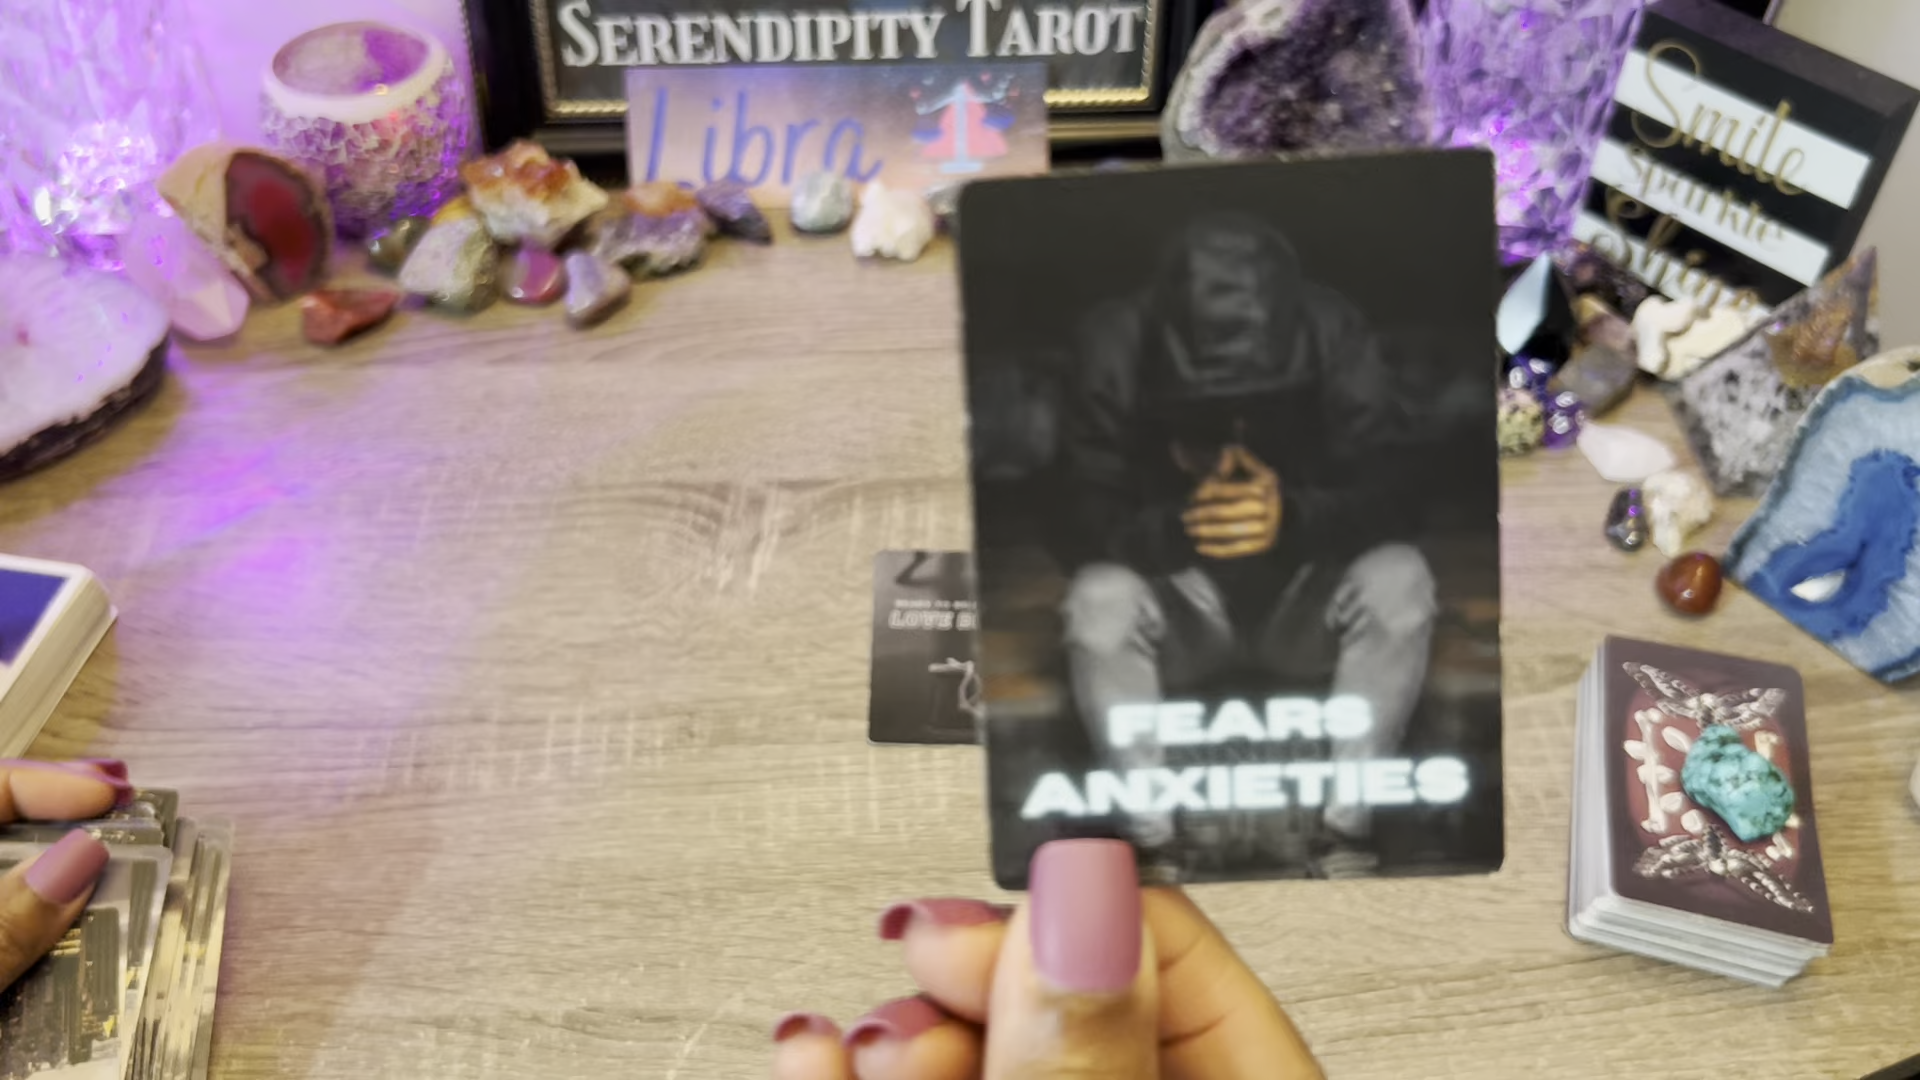 SERENDIPITY TAROT
Libra
Smile
Sparkle
Shine
LOVE
FEARS
ANXIETIES